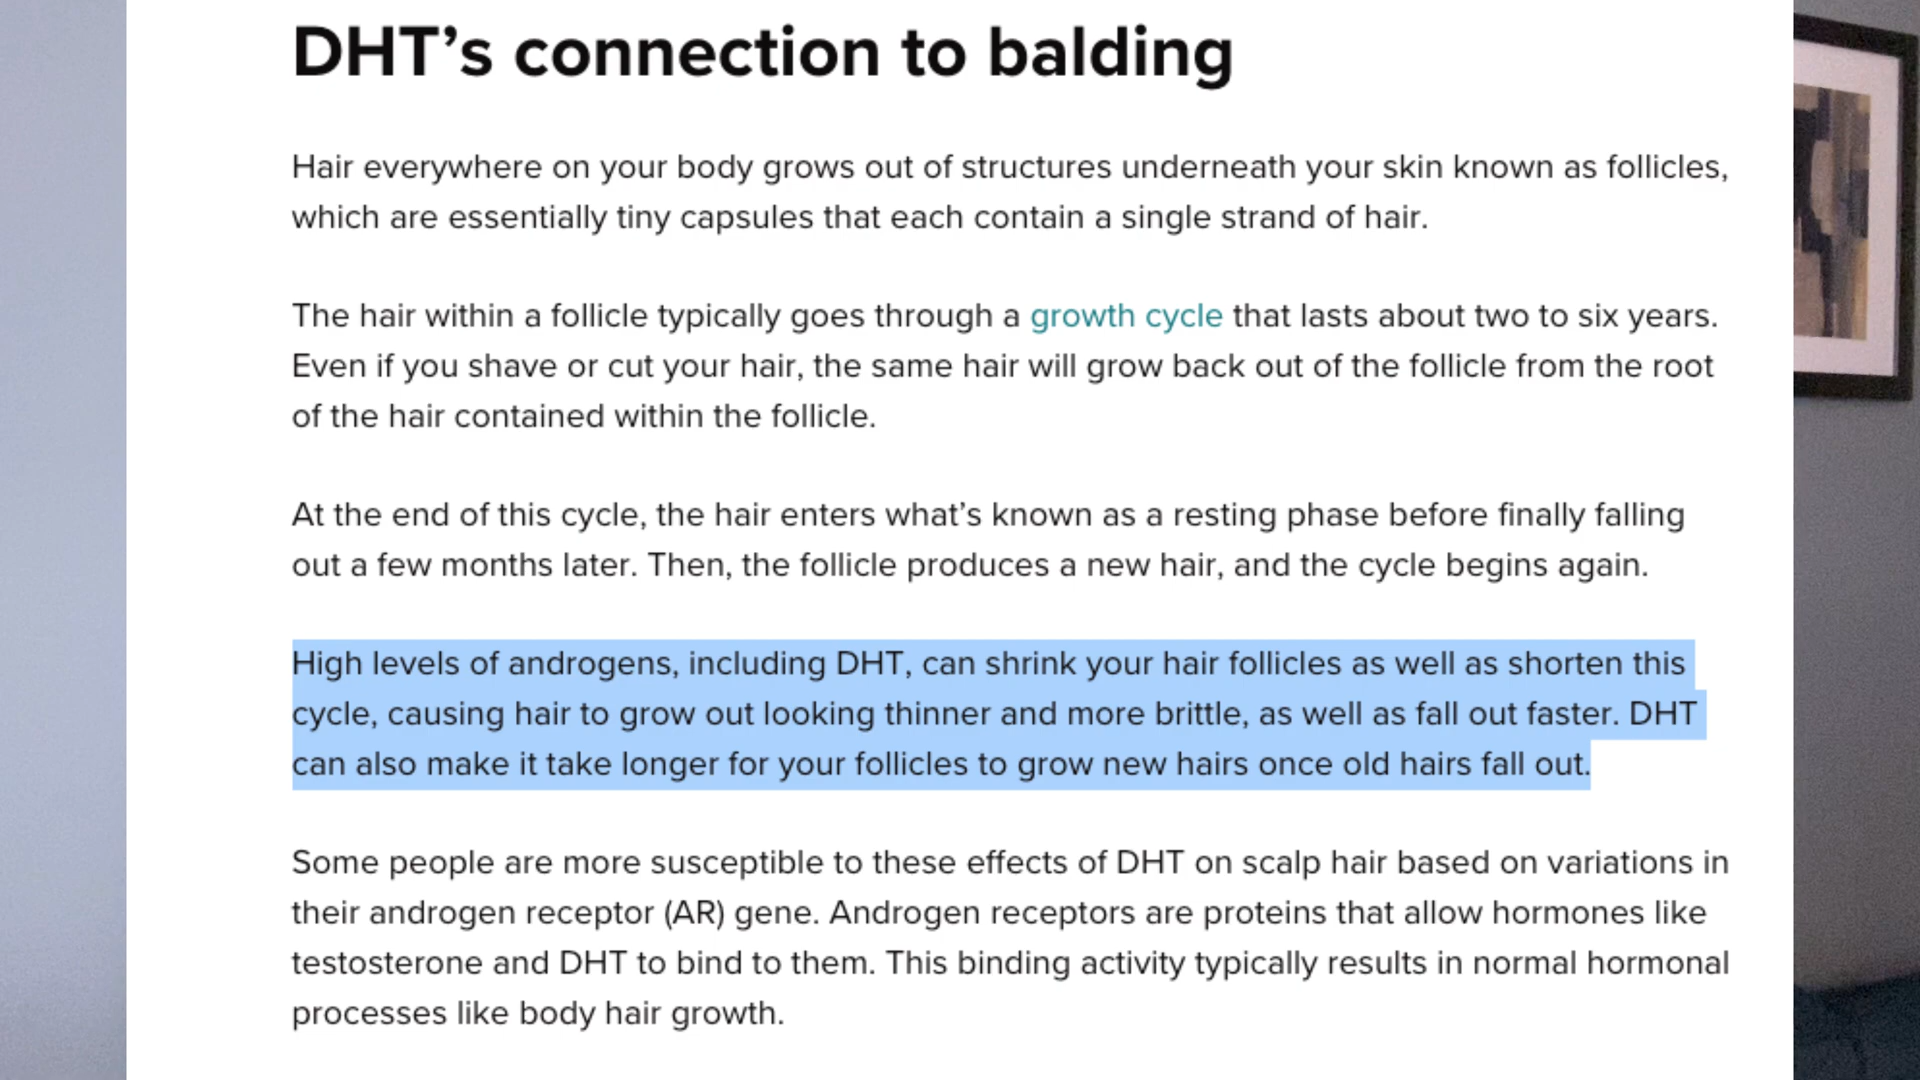 DHT’s connection to balding
Hair everywhere on your body grows out of structures underneath your skin known as follicles,
which are essentially tiny capsules that each contain a single strand of hair.
The hair within a follicle typically goes through a growth cycle that lasts about two to six years.
Even if you shave or cut your hair, the same hair will grow back out of the follicle from the root
of the hair contained within the follicle.
At the end of this cycle, the hair enters what’s known as a resting phase before finally falling
out a few months later. Then, the follicle produces a new hair, and the cycle begins again.
High levels of androgens, including DHT, can shrink your hair follicles as well as shorten this
cycle, causing hair to grow out looking thinner and more brittle, as well as fall out faster. DHT
can also make it take longer for your follicles to grow new hairs once old hairs fall out.
Some people are more susceptible to these effects of DHT on scalp hair based on variations in
their androgen receptor (AR) gene. Androgen receptors are proteins that allow hormones like
testosterone and DHT to bind to them. This binding activity typically results in normal hormonal
processes like body hair growth.